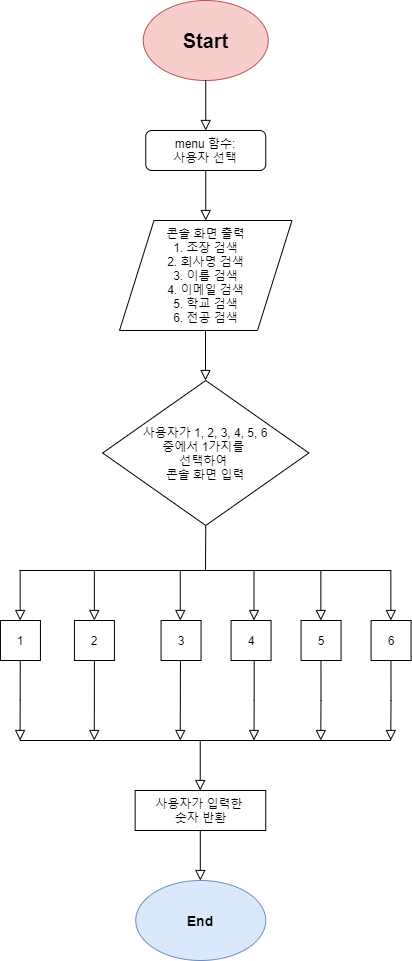 Start
menu 함수:
사용자 선택
콘솔 화면 출력
1. 조장 검색
2. 회사명 검색
3. 이름 검색
4. 이메일 검색
5. 학교 검색
6. 전공 검색
사용자가 1, 2, 3, 4, 5, 6
중에서 1가지를
선택하여
콘솔 화면 입력
1
2
3
4
5
6
사용자가 입력한
숫자 반환
End